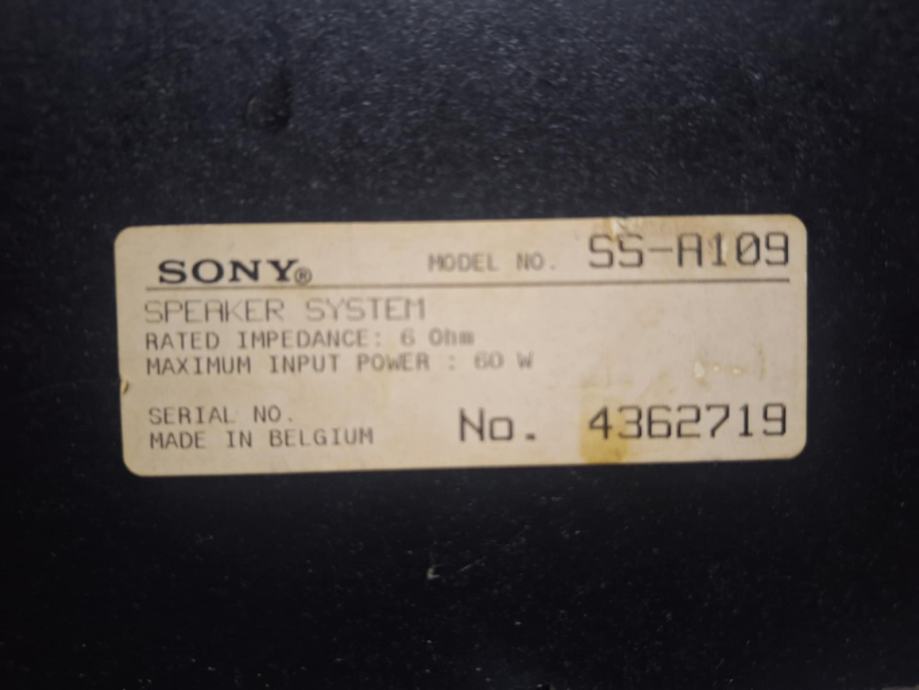 SONY® MODEL NO. SS-A109
SPEAKER SYSTEM
RATED IMPEDANCE: 6 Ohm
MAXIMUM INPUT POWER : 60 W
SERIAL NO.
MADE IN BELGIUM No. 4362719